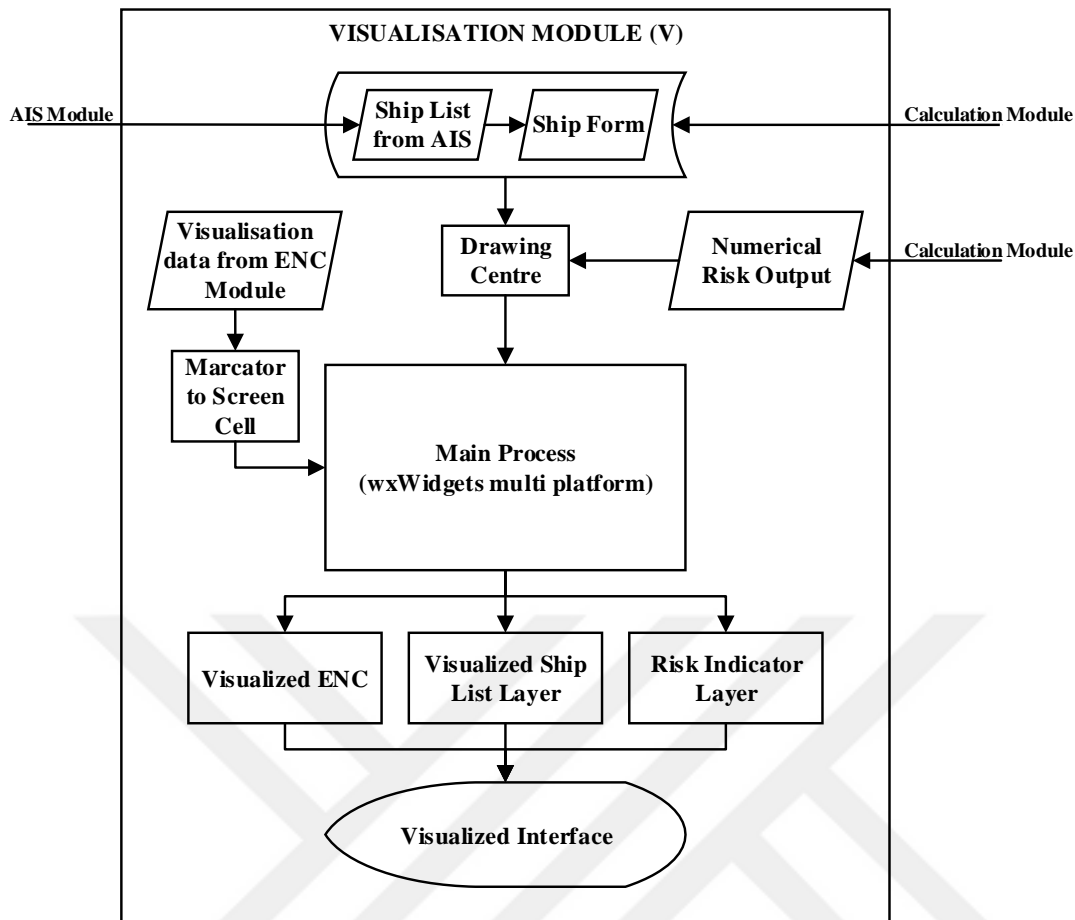 VISUALISATION MODULE (V)
AIS Module
Ship List
from AIS
Ship Form
Calculation Module
Visualisation
data from ENC
Module
Drawing
Centre
Numerical
Risk Output
Calculation Module
Marcator
to Screen
Cell
Main Process
(wxWidgets multi platform)
Visualized ENC
Visualized Ship
List Layer
Risk Indicator
Layer
Visualized Interface